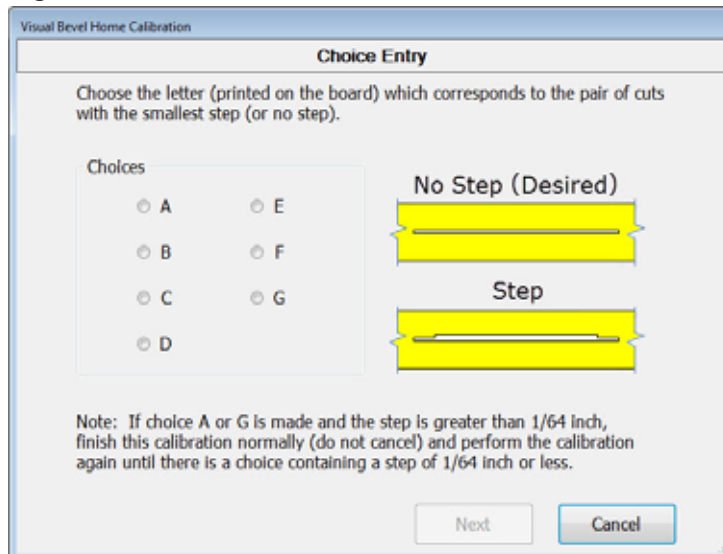 Visual Bevel Home Calibration
Choice Entry
Choose the letter (printed on the board) which corresponds to the pair of cuts
with the smallest step (or no step).
Choices
A
E
B
F
C
G
D
No Step (Desired)
Step
Note: If choice A or G is made and the step is greater than 1/64 inch,
finish this calibration normally (do not cancel) and perform the calibration
again until there is a choice containing a step of 1/64 inch or less.
Next
Cancel